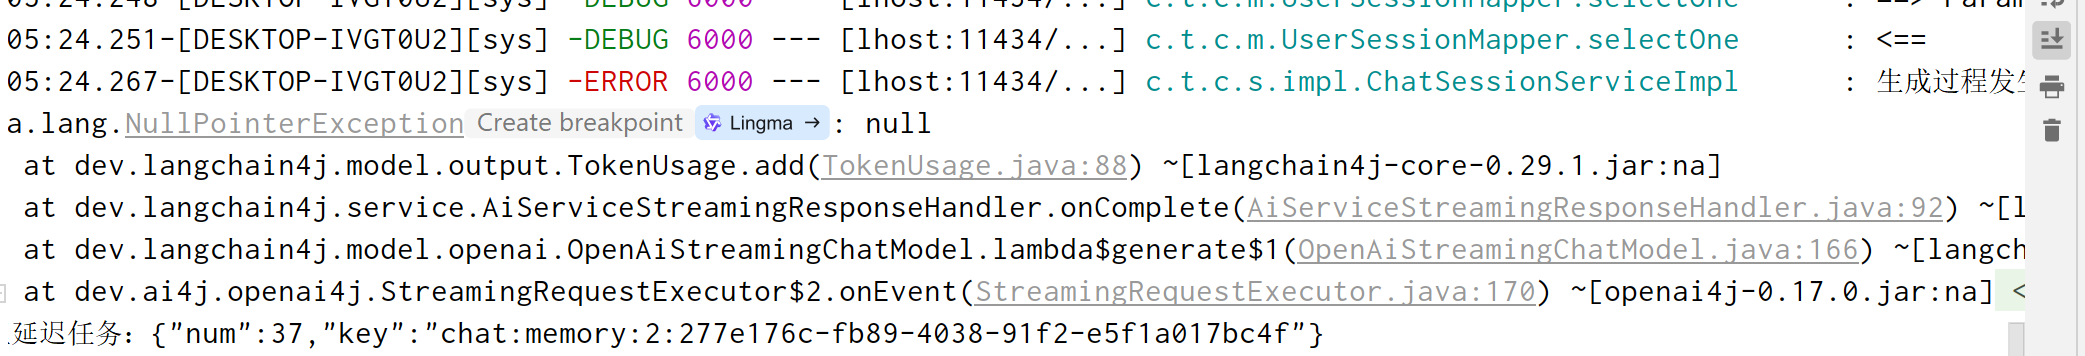 05:24.248-[DESKTOP-IVGT0U2][sys] -DEBUG 6000 --- [lhost:11434/...] c.t.c.m.UserSessionMapper.selectOne : ==> Param
05:24.251-[DESKTOP-IVGT0U2][sys] -DEBUG 6000 --- [lhost:11434/...] c.t.c.m.UserSessionMapper.selectOne : <==
05:24.267-[DESKTOP-IVGT0U2][sys] -ERROR 6000 --- [lhost:11434/...] c.t.c.s.impl.ChatSessionServiceImpl : 生成过程发生
a.lang.NullPointerException Create breakpoint Lingma → : null
at dev.langchain4j.model.output.TokenUsage.add(TokenUsage.java:88) ~[langchain4j-core-0.29.1.jar:na]
at dev.langchain4j.service.AiServiceStreamingResponseHandler.onComplete(AiServiceStreamingResponseHandler.java:92) ~[l
at dev.langchain4j.model.openai.OpenAiStreamingChatModel.lambda$generate$1(OpenAiStreamingChatModel.java:166) ~[langch
at dev.ai4j.openai4j.StreamingRequestExecutor$2.onEvent(StreamingRequestExecutor.java:170) ~[openai4j-0.17.0.jar:na] <
延迟任务: {"num":37,"key":"chat:memory:2:277e176c-fb89-4038-91f2-e5f1a017bc4f"}